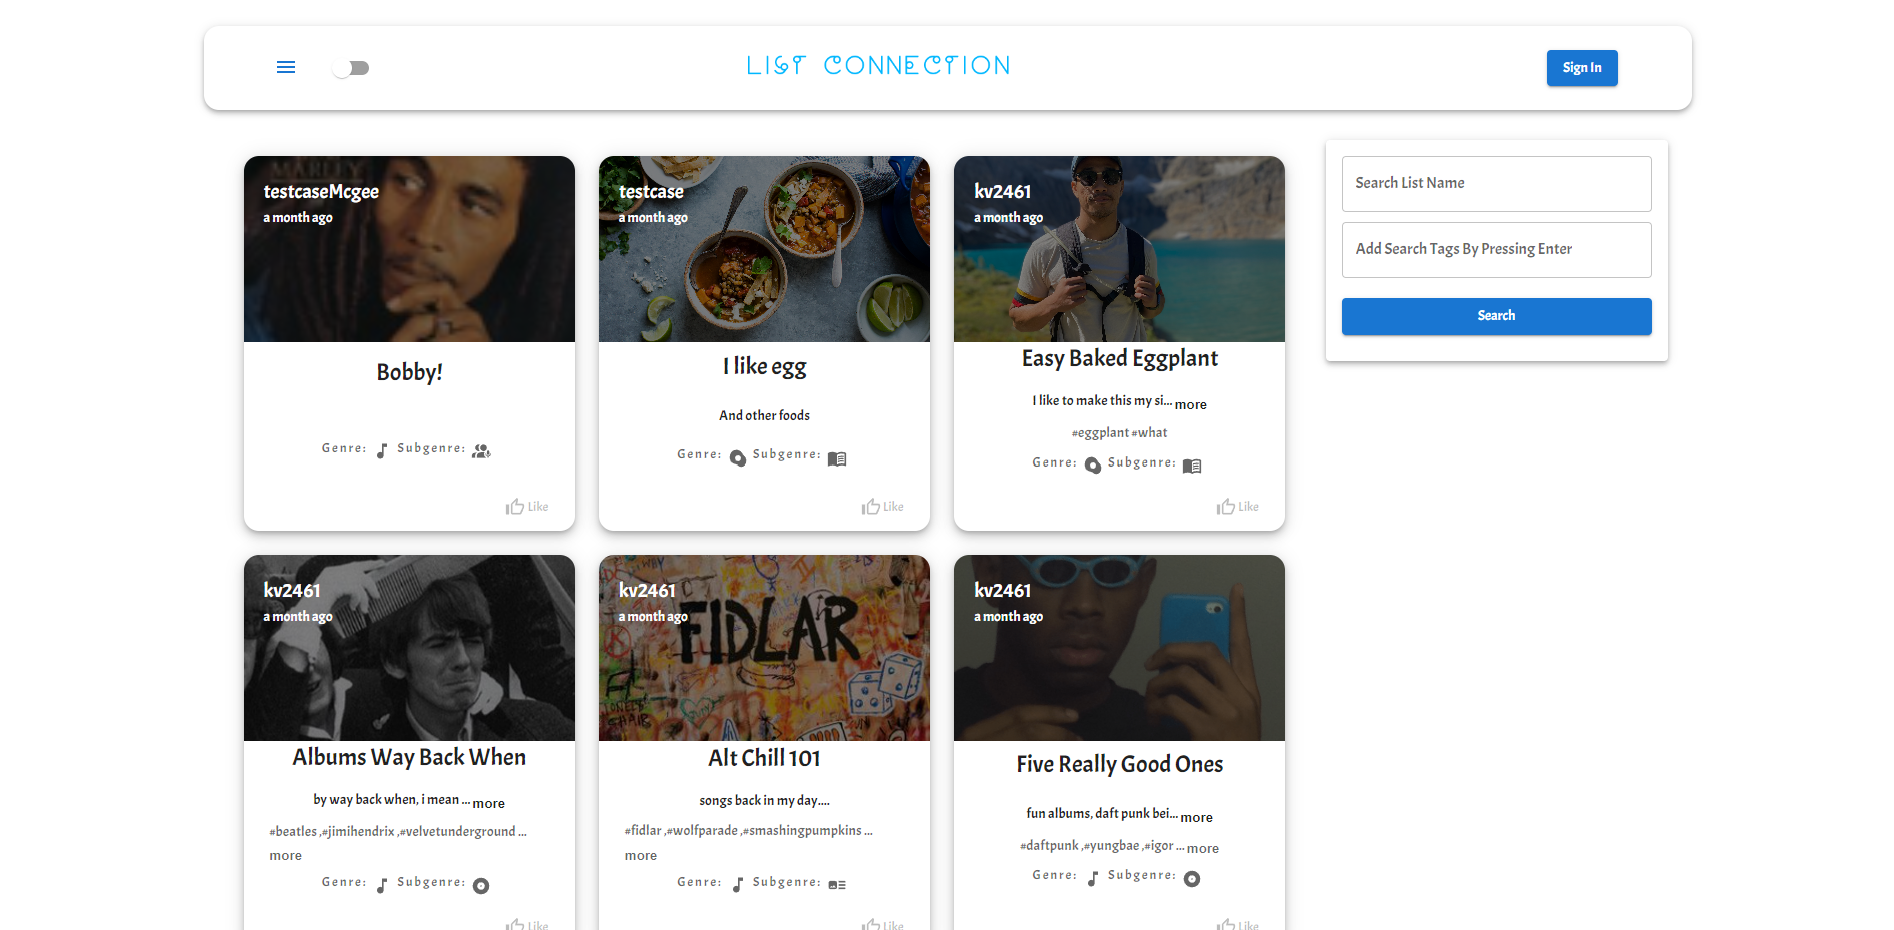 LIST CONNECTION
Sign In
testcaseMcgee
a month ago
Bobby!
Genre: Subgenre:
Like
testcase
a month ago
I like egg
And other foods
Genre: Subgenre:
Like
kv2461
a month ago
Easy Baked Eggplant
I like to make this my si... more
#eggplant #what
Genre: Subgenre:
Like
Search List Name
Add Search Tags By Pressing Enter
Search
kv2461
a month ago
Albums Way Back When
by way back when, i mean ... more
#beatles ,#jimihendrix ,#velvetunderground ...
more
Genre: Subgenre:
Like
kv2461
a month ago
FIDLAR
Alt Chill 101
songs back in my day....
#fidlar ,#wolfparade ,#smashingpumpkins ...
more
Genre: Subgenre:
Like
kv2461
a month ago
Five Really Good Ones
fun albums, daft punk bei... more
#daftpunk ,#yungbae ,#igor ... more
Genre: Subgenre:
Like